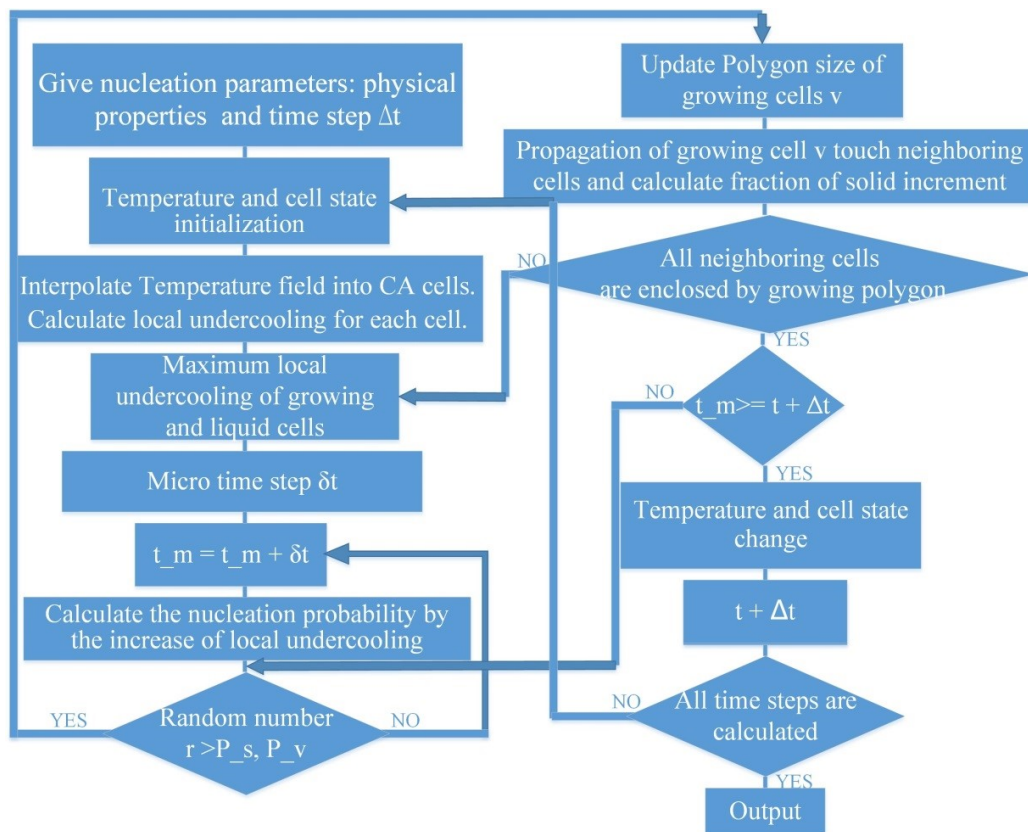 Give nucleation parameters: physical
properties and time step Δt
Temperature and cell state
initialization
Interpolate Temperature field into CA cells.
Calculate local undercooling for each cell.
Maximum local
undercooling of
growing
and liquid cells
Micro time step δt
t_m = t_m + δt
Calculate the nucleation probability by
the increase of local undercooling
YES
Random number
r >P_s, P_v
NO
Update Polygon size of
growing cells v
Propagation of growing cell v touch neighboring
cells and calculate fraction of solid increment
NO
All neighboring cells
are enclosed by growing polygon
YES
NO
t_m>= t + Δt
YES
Temperature and cell state
change
t + Δt
NO
All time steps are
calculated
YES
Output